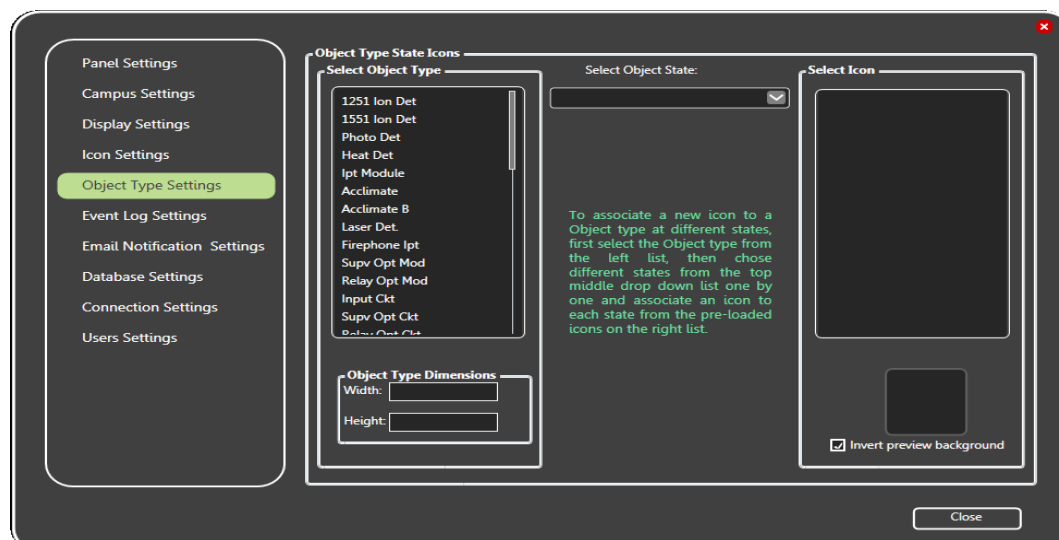 Panel Settings
Campus Settings
Display Settings
Icon Settings
Object Type Settings
Event Log Settings
Email Notification Settings
Database Settings
Connection Settings
Users Settings
Object Type State Icons
Select Object Type
1251 Ion Det
1551 Ion Det
Photo Det
Heat Det
Ipt Module
Acclimate
Acclimate B
Laser Det.
Firephone Ipt
Supv Opt Mod
Relay Opt Mod
Input Ckt
Supv Opt Ckt
Relay Opt Ckt
Object Type Dimensions
Width:
Height:
Select Object State:
To associate a new icon to a
Object type at different states,
first select the Object type from
the left list, then chose
different states from the top
middle drop down list one by
one and associate an icon to
each state from the pre-loaded
icons on the right list.
Select Icon
Invert preview background
Close